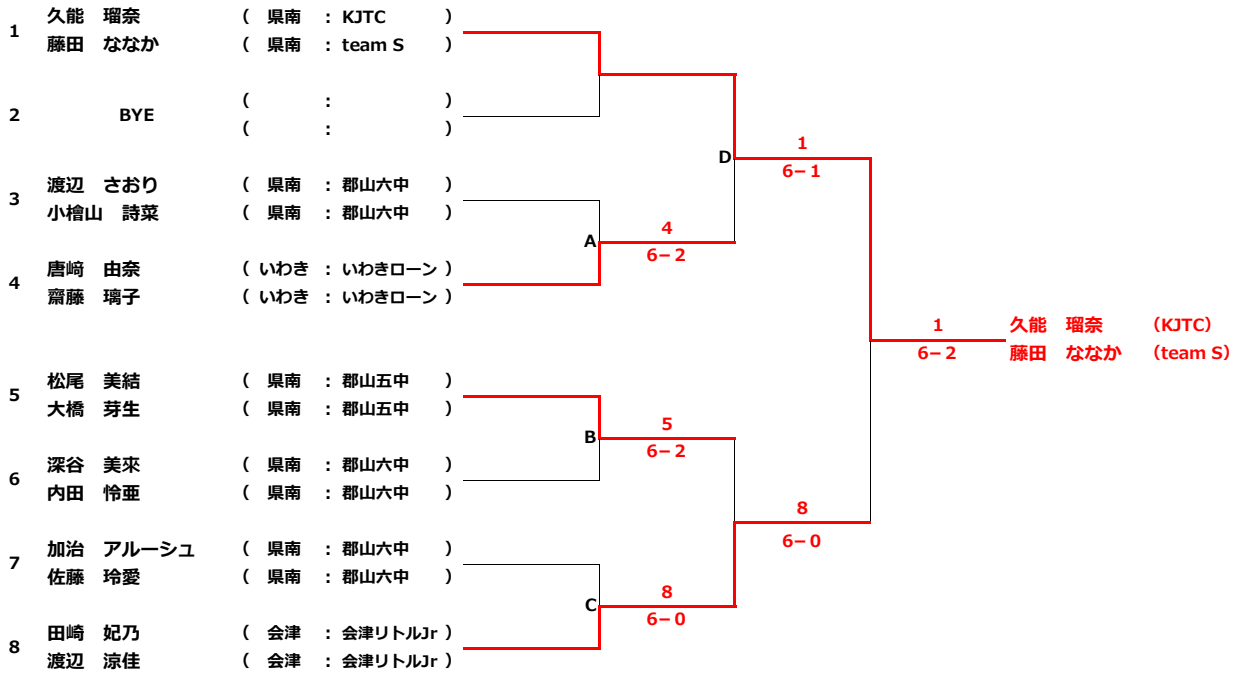 久能 瑠奈 ( 県南 : KJTC )
1
藤田 ななか ( 県南 : team S )
( : )
2 BYE
( : )
1
D
6-1
渡辺 さおり ( 県南 : 郡山六中 )
3
小檜山 詩菜 ( 県南 : 郡山六中 )
4
A
6-2
唐﨑 由奈 ( いわき : いわきローン )
4
齋藤 璃子 ( いわき : いわきローン )
1 久能 瑠奈 (KJTC)
6-2 藤田 ななか (team S)
松尾 美結 ( 県南 : 郡山五中 )
5
大橋 芽生 ( 県南 : 郡山五中 )
5
B
6-2
深谷 美來 ( 県南 : 郡山六中 )
6
内田 怜亜 ( 県南 : 郡山六中 )
8
6-0
加治 アルーシュ ( 県南 : 郡山六中 )
7
佐藤 玲愛 ( 県南 : 郡山六中 )
8
C
6-0
田崎 妃乃 ( 会津 : 会津リトルJr )
8
渡辺 涼佳 ( 会津 : 会津リトルJr )